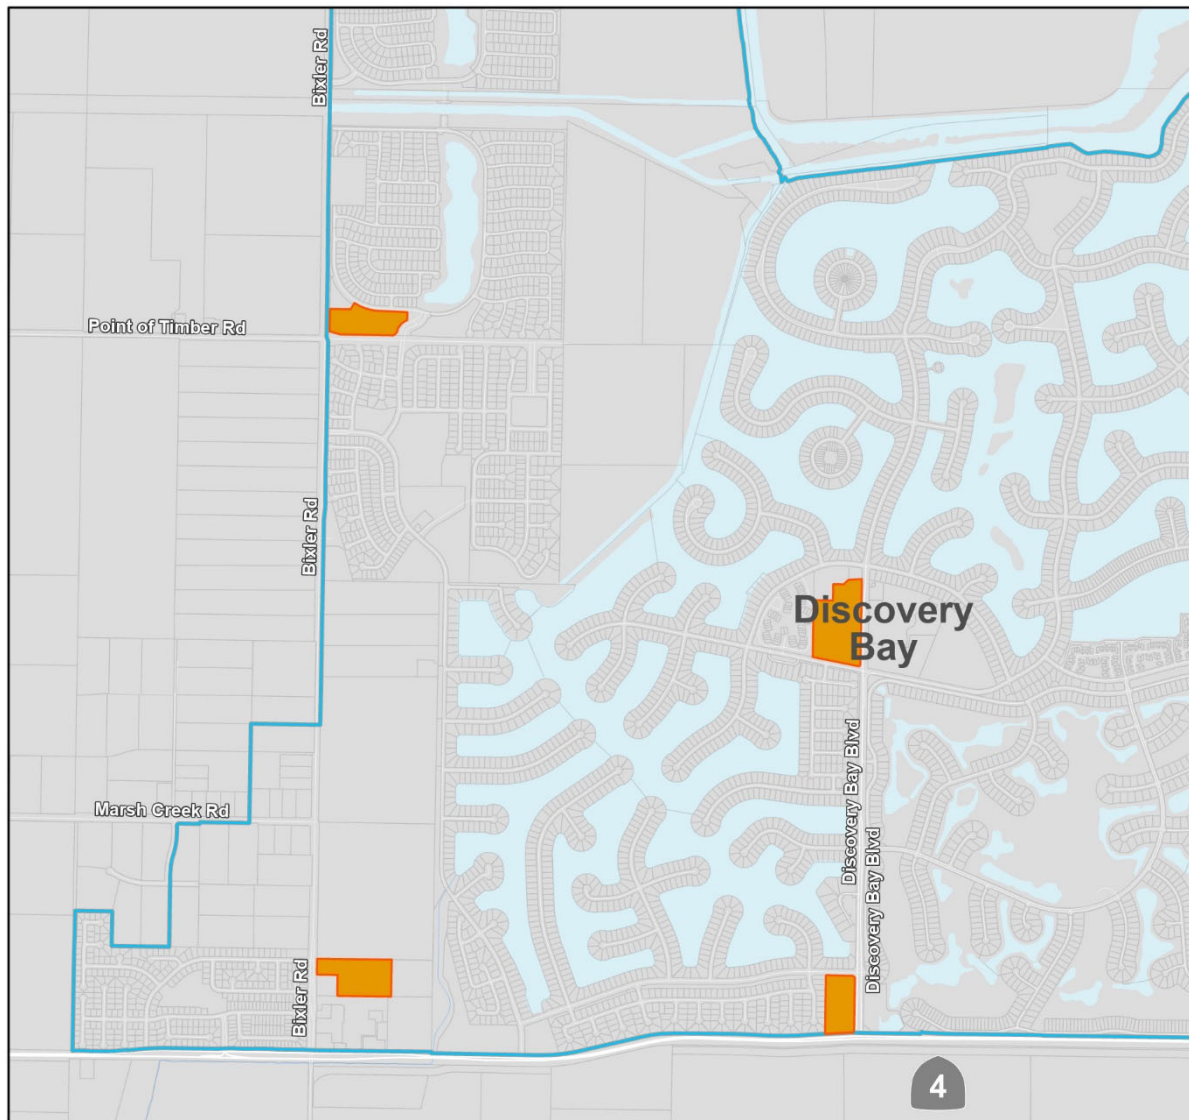 Bixler Rd
Point of Timber Rd
Bixler Rd
Discovery
Bay
Discovery Bay Blvd
Marsh Creek Rd
Discovery Bay Blvd
Bixler Rd
4